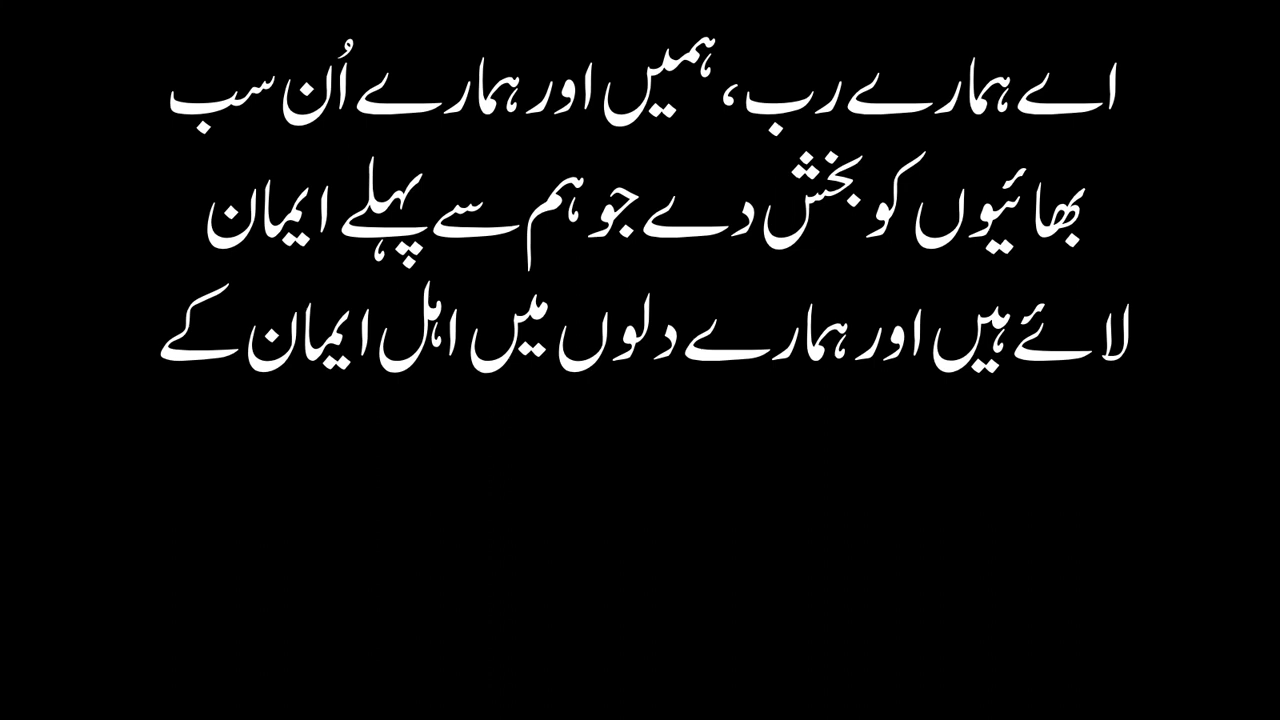 اے ہمارے رب، ہمیں اور ہمارے اُن سب
بھائیوں کو بخش دے جو ہم سے پہلے ایمان
لائے ہیں اور ہمارے دلوں میں اہل ایمان کے